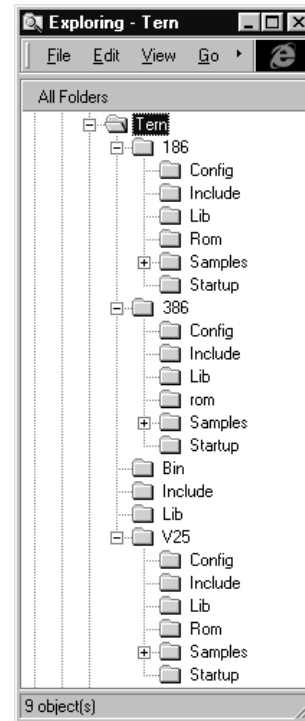 Exploring - Tern
File Edit View Go
All Folders
Tern
186
Config
Include
Lib
Rom
Samples
Startup
386
Config
Include
Lib
rom
Samples
Startup
Bin
Include
Lib
V25
Config
Include
Lib
Rom
Samples
Startup
9 object(s)